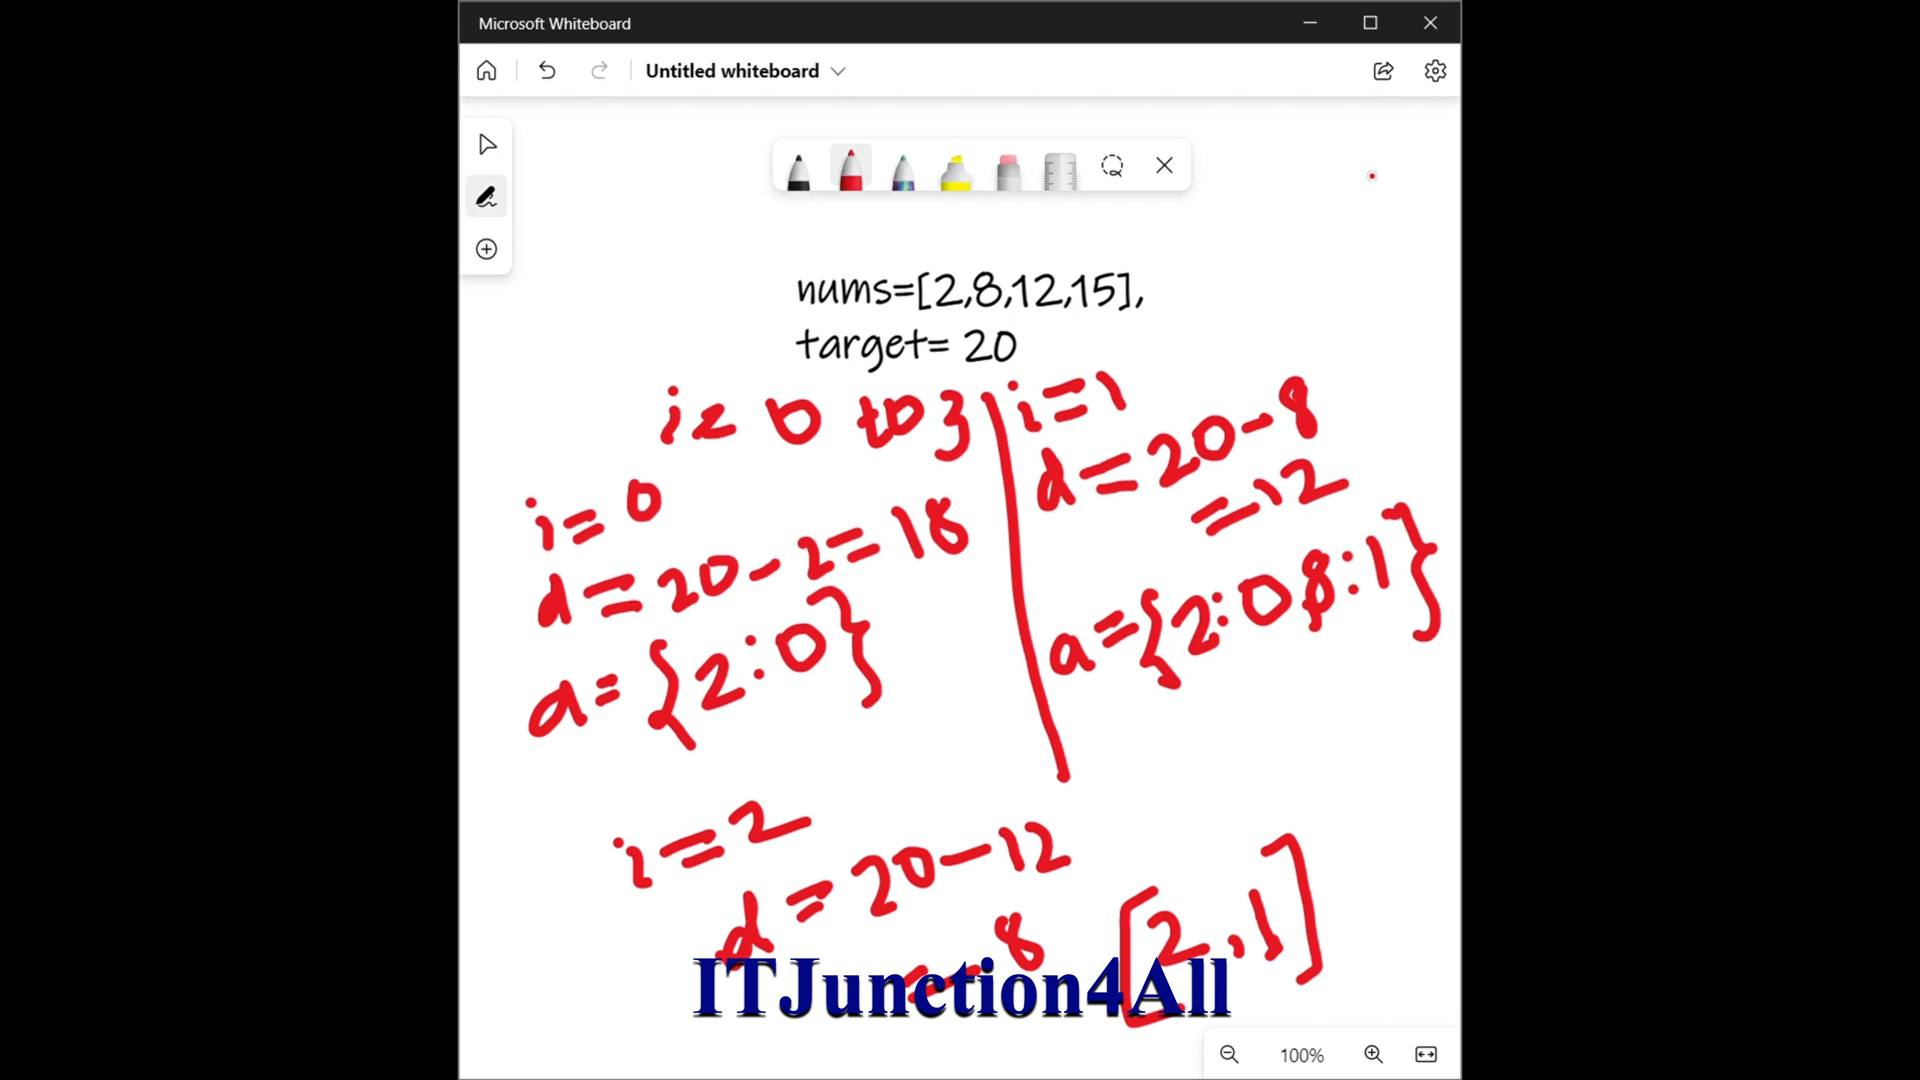 Microsoft Whiteboard
Untitled whiteboard
nums=[2,8,12,15],
target= 20
i= 0 to 3
i=0
d=20-2=18
a={2:0}
i=1
d=20-8
=12
a={2:0,8:1}
i=2
d=20-12
=8
[2,1]
ITJunction4All
100%